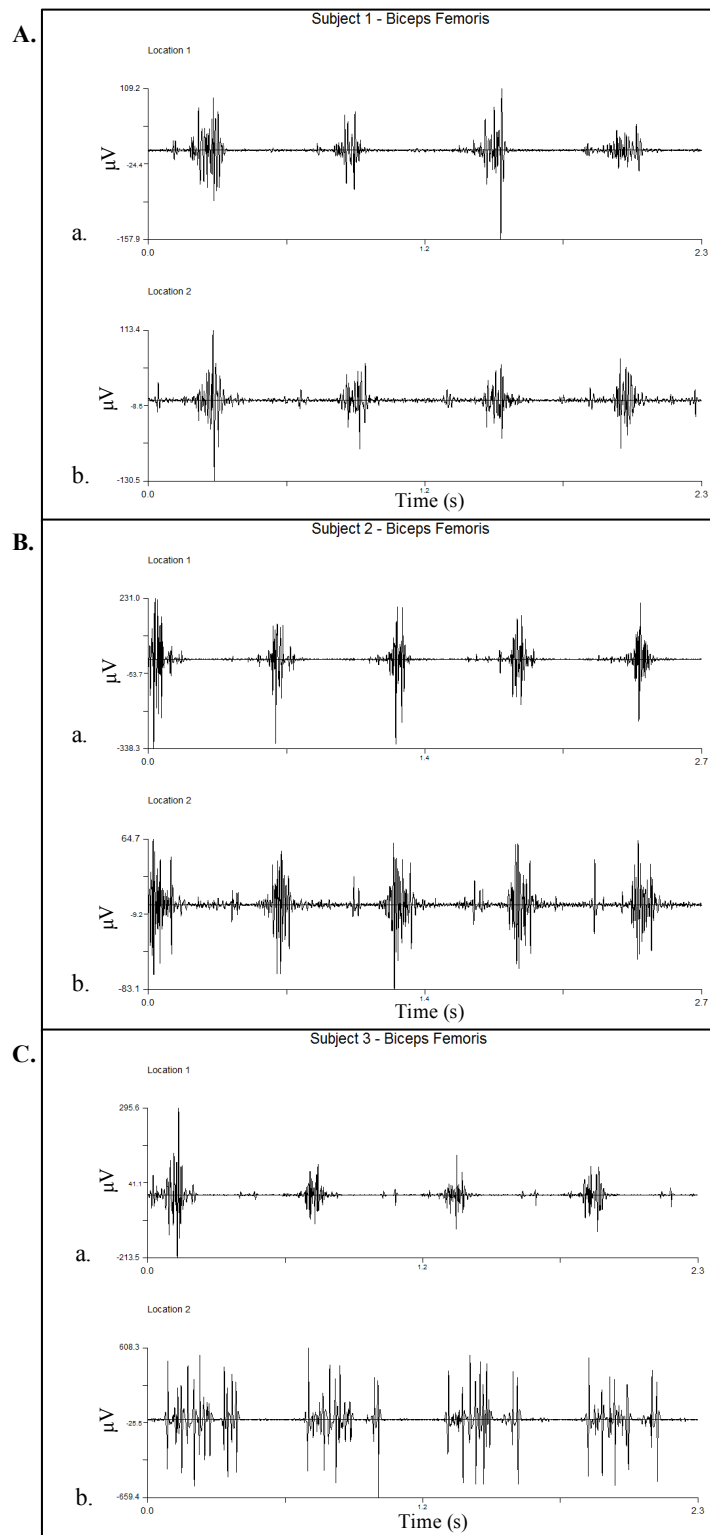 A.
Subject 1 - Biceps Femoris
Location 1
109.2
µV
-24.4
a.
-157.9
0.0
1.2
2.3
Location 2
113.4
µV
-8.6
b.
-130.5
0.0
1.2
2.3
Time (s)
B.
Subject 2 - Biceps Femoris
Location 1
231.0
µV
-53.7
a.
-338.3
0.0
1.4
2.7
Location 2
64.7
µV
-9.2
b.
-83.1
0.0
1.4
2.7
Time (s)
C.
Subject 3 - Biceps Femoris
Location 1
295.6
µV
41.1
a.
-213.5
0.0
1.2
2.3
Location 2
608.3
µV
-25.6
b.
-659.4
0.0
1.2
2.3
Time (s)